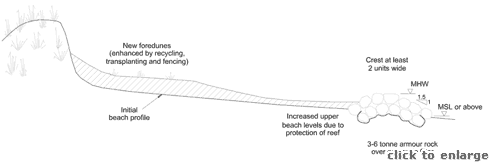 New foredunes
(enhanced by recycling,
transplanting and fencing)
Initial
beach profile
Increased upper
beach levels due to
protection of reef
Crest at least
2 units wide
MHW
1.5
1
MSL or above
3-6 tonne armour rock
over
click to enlarge